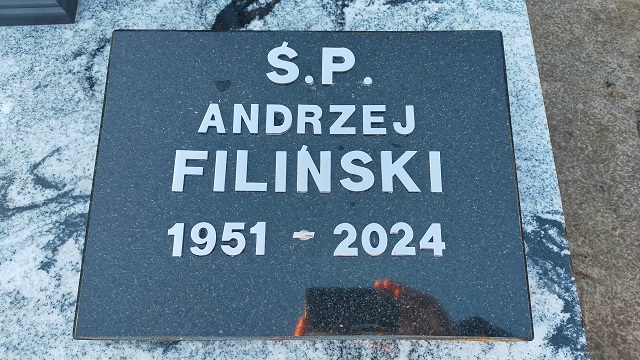 Ś.P.
ANDRZEJ
FILIŃSKI
1951 - 2024